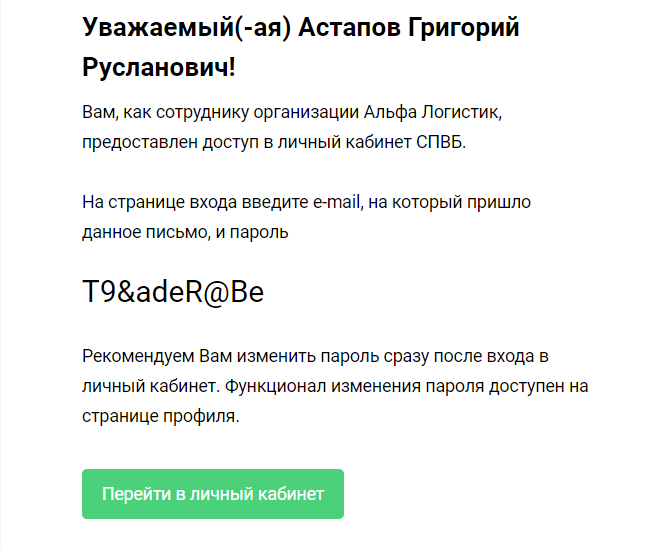 Уважаемый(-ая) Астапов Григорий
Русланович!
Вам, как сотруднику организации Альфа Логистик,
предоставлен доступ в личный кабинет СПВБ.
На странице входа введите e-mail, на который пришло
данное письмо, и пароль
T9&adeR@Be
Рекомендуем Вам изменить пароль сразу после входа в
личный кабинет. Функционал изменения пароля доступен на
странице профиля.
Перейти в личный кабинет